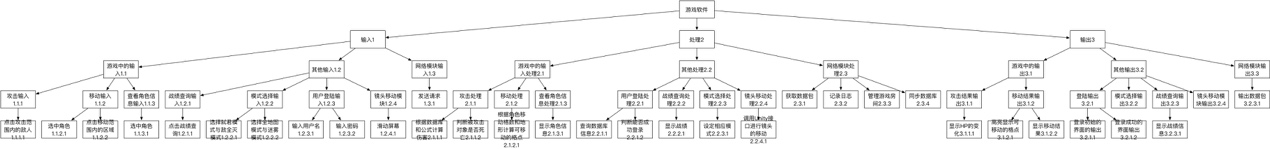 游戏软件
输入1
处理2
输出3
游戏中的输
入1.1
其他输入1.2
网络模块输入
1.3
游戏中的输
入处理2.1
其他处理2.2
网络模块处理
2.3
游戏中的输
出3.1
其他输出3.2
网络模块输出
3.3
攻击输入
1.1.1
移动输入
1.1.2
查看角色信
息输入1.1.3
战绩查询输
入1.2.1
模式选择输
入1.2.2
用户登陆输
入1.2.3
镜头移动模
块1.2.4
发送请求
1.3.1
攻击处理
2.1.1
移动处理
2.1.2
查看角色信
息处理2.1.3
用户登陆处
理2.2.1
战绩查询处
理2.2.2
模式选择处
理2.2.3
镜头移动处
理2.2.4
获取数据包
2.3.1
记录日志
2.3.2
管理游戏房
间2.3.3
同步数据库
2.3.4
攻击结果输
出3.1.1
移动结果输出
3.1.2
登陆输出
3.2.1
模式选择输
出3.2.2
战绩查询输
出3.2.3
镜头移动模
块输出3.2.4
输出数据包
3.2.3.1
点击攻击范
围内的敌人
1.1.1.1
选中角色
1.1.2.1
点击移动范
围内的区域
1.1.2.2
选中角色
1.1.3.1
点击战绩查
询1.2.1.1
选择歼灭模
式与战全灭
模式1.2.2.1
选择登地图
模式与迷雾
模式1.2.2.2
输入用户名
1.2.3.1
输入密码
1.2.3.2
滑动屏幕
1.2.4.1
根据数据库
和公式计算
伤害2.1.1.1
判断被攻击
对象是否死
亡2.1.1.2
根据角色移
动格数和地
形计算可移
动的格点
2.1.2.1
显示角色信
息2.1.3.1
查询数据库
信息2.2.1.1
判断是否成
功登录
2.2.1.2
显示战绩
2.2.2.1
设定相应模
式2.2.3.1
调用Unity接
口进行镜头
的移动
2.2.4.1
显示HP的变
化3.1.1.1
高亮显示可
移动的格点
3.1.2.1
显示移动结果
3.1.2.2
登录初始的
界面的输出
3.2.1.1
登录成功的
界面输出
3.2.1.2
显示战绩信
息3.2.3.1